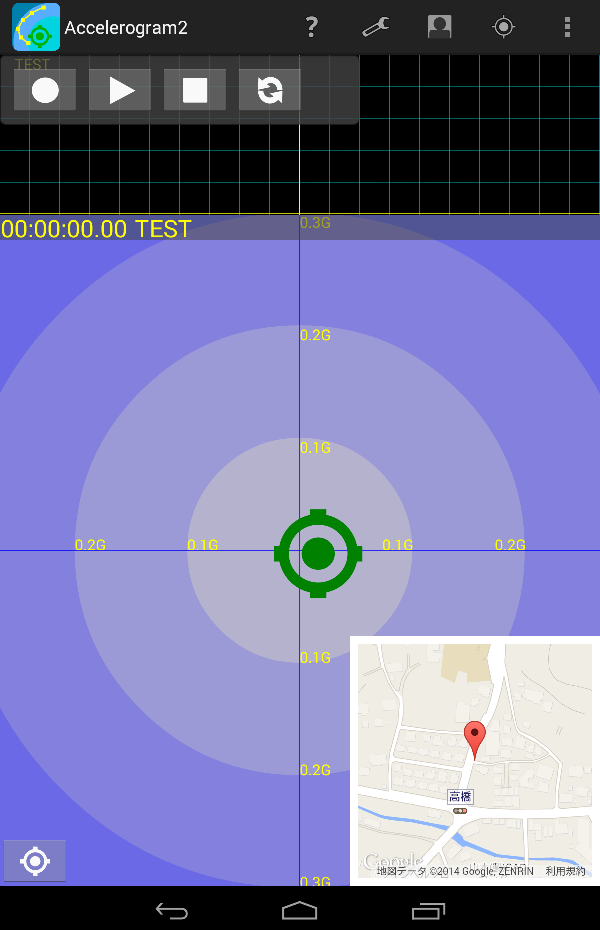 Accelerogram2
TEST
00:00:00.00 TEST
0.3G
0.2G
0.1G
0.2G 0.1G 0.1G 0.2G
0.1G
0.2G
0.3G
高橋
Google
地図データ ©2014 Google, ZENRIN 利用規約